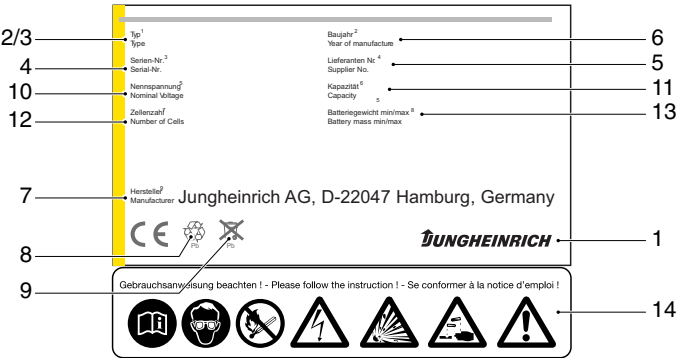 2/3 Typ1 Baujahr2 6
Type Year of manufacture
4 Serien-Nr.3 Lieferanten Nr.4 5
Serial-Nr. Supplier No.
10 Nennspannung5 Kapazität6 11
Nominal Voltage Capacity
5
12 Zellenzahl7 Batteriegewicht min/max8 13
Number of Cells Battery mass min/max
7 Hersteller9 Jungheinrich AG, D-22047 Hamburg, Germany
Manufacturer
CE
8 Pb Pb
JUNGHEINRICH 1
9
Gebrauchsanweisung beachten ! - Please follow the instruction ! - Se conformer à la notice d'emploi !
14